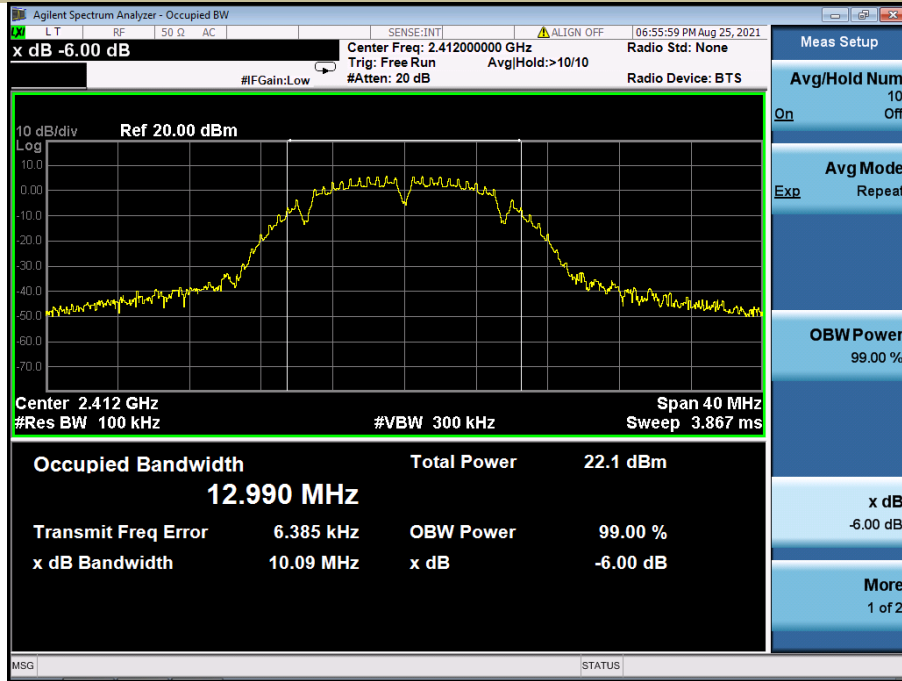 Agilent Spectrum Analyzer - Occupied BW
LXI L T RF 50 Ω AC SENSE:INT ALIGN OFF 06:55:59 PM Aug 25, 2021
x dB -6.00 dB
Center Freq: 2.412000000 GHz Radio Std: None
Trig: Free Run Avg|Hold:>10/10
#IFGain:Low #Atten: 20 dB Radio Device: BTS
10 dB/div Ref 20.00 dBm
Log
10.0
0.00
-10.0
-20.0
-30.0
-40.0
-50.0
-60.0
-70.0
Center 2.412 GHz Span 40 MHz
#Res BW 100 kHz #VBW 300 kHz Sweep 3.867 ms
Occupied Bandwidth Total Power 22.1 dBm
12.990 MHz
Transmit Freq Error 6.385 kHz OBW Power 99.00 %
x dB Bandwidth 10.09 MHz x dB -6.00 dB
MSG STATUS
Meas Setup
Avg/Hold Num
10
On Off
Avg Mode
Exp Repeat
OBW Power
99.00 %
x dB
-6.00 dB
More
1 of 2